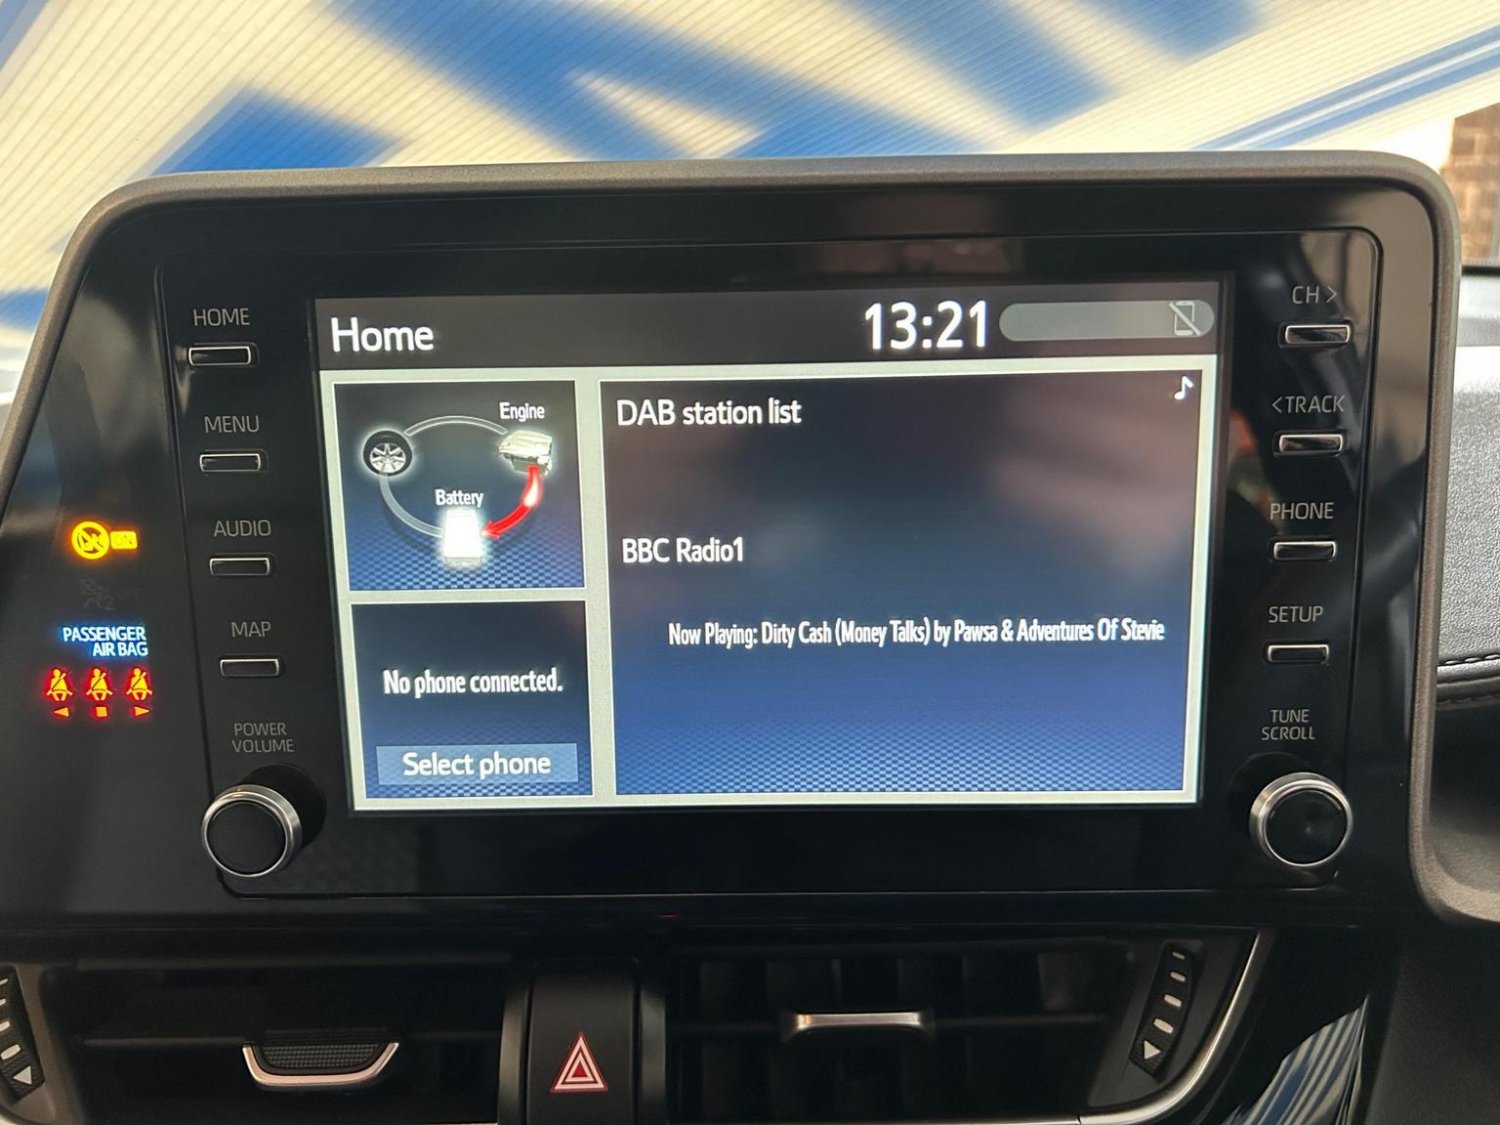 HOME
MENU
AUDIO
MAP
POWER
VOLUME
ON
PASSENGER
AIR BAG
Home
13:21
Engine
Battery
No phone connected.
Select phone
DAB station list
BBC Radio1
Now Playing: Dirty Cash (Money Talks) by Pawsa & Adventures Of Stevie
CH >
< TRACK
PHONE
SETUP
TUNE
SCROLL